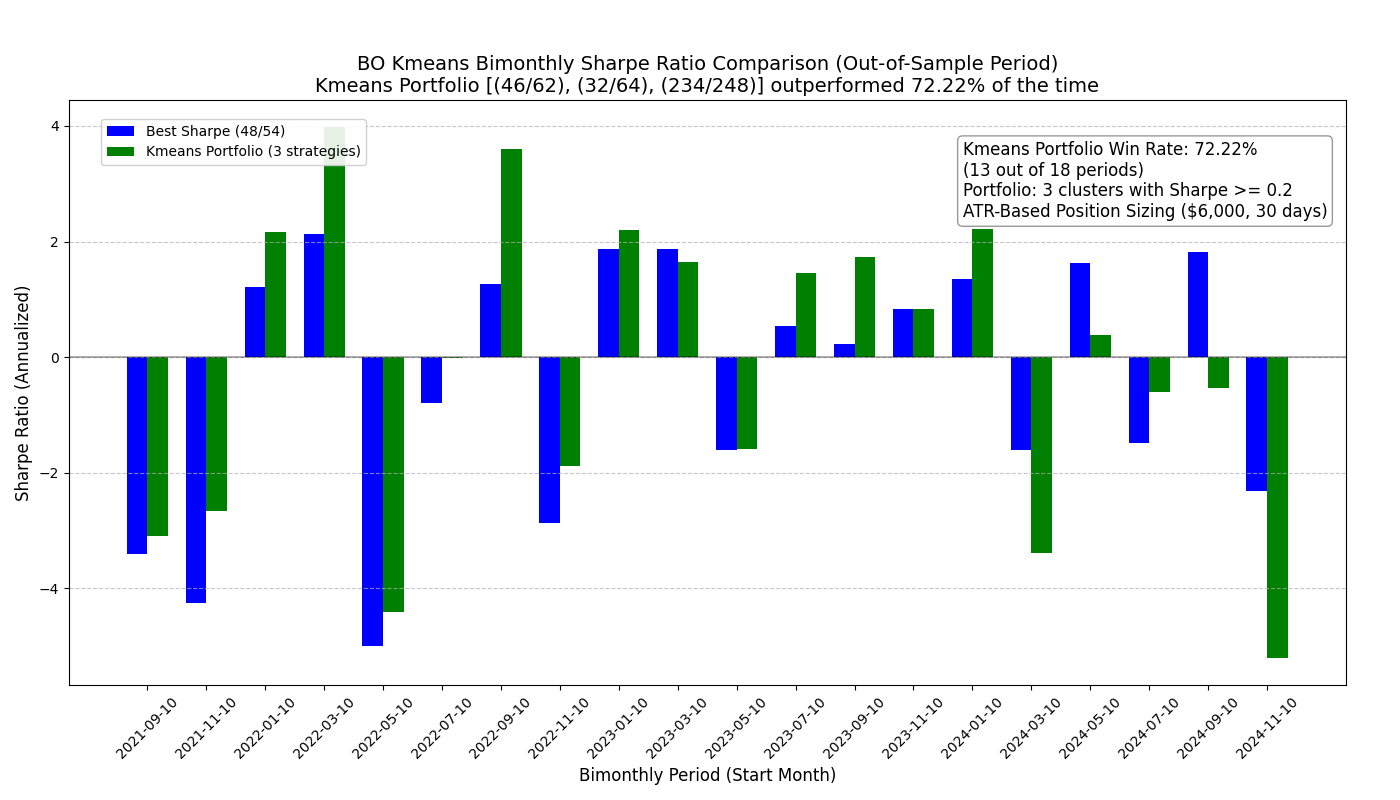 BO Kmeans Bimonthly Sharpe Ratio Comparison (Out-of-Sample Period)
Kmeans Portfolio [(46/62), (32/64), (234/248)] outperformed 72.22% of the time
Best Sharpe (48/54)
Kmeans Portfolio (3 strategies)
Kmeans Portfolio Win Rate: 72.22%
(13 out of 18 periods)
Portfolio: 3 clusters with Sharpe >= 0.2
ATR-Based Position Sizing ($6,000, 30 days)
Sharpe Ratio (Annualized)
4
2
0
−2
−4
2021-09-10
2021-11-10
2022-01-10
2022-03-10
2022-05-10
2022-07-10
2022-09-10
2022-11-10
2023-01-10
2023-03-10
2023-05-10
2023-07-10
2023-09-10
2023-11-10
2024-01-10
2024-03-10
2024-05-10
2024-07-10
2024-09-10
2024-11-10
Bimonthly Period (Start Month)